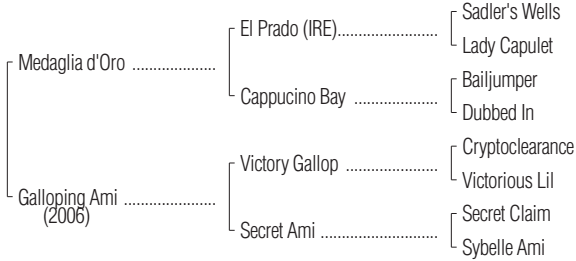 Sadler's Wells
El Prado (IRE)....................
Lady Capulet
Medaglia d'Oro ....................
Bailjumper
Cappucino Bay ....................
Dubbed In
Cryptoclearance
Victory Gallop ......................
Victorious Lil
Galloping Ami ......................
(2006)
Secret Claim
Secret Ami ............................
Sybelle Ami